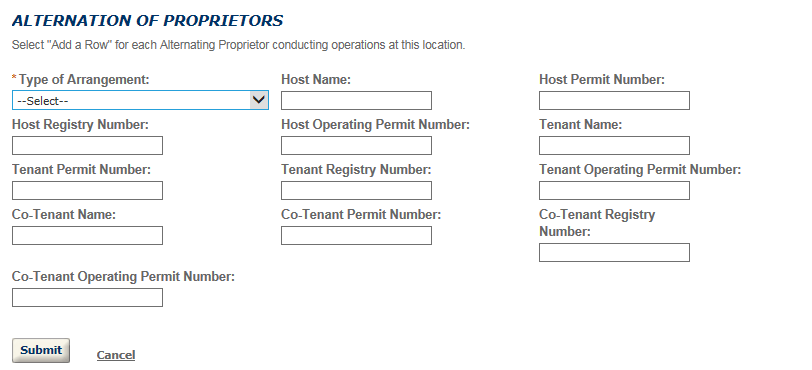 ALTERNATION OF PROPRIETORS
Select "Add a Row" for each Alternating Proprietor conducting operations at this location.
* Type of Arrangement: Host Name: Host Permit Number:
--Select--
Host Registry Number: Host Operating Permit Number: Tenant Name:
Tenant Permit Number: Tenant Registry Number: Tenant Operating Permit Number:
Co-Tenant Name: Co-Tenant Permit Number: Co-Tenant Registry
Number:
Co-Tenant Operating Permit Number:
Submit Cancel